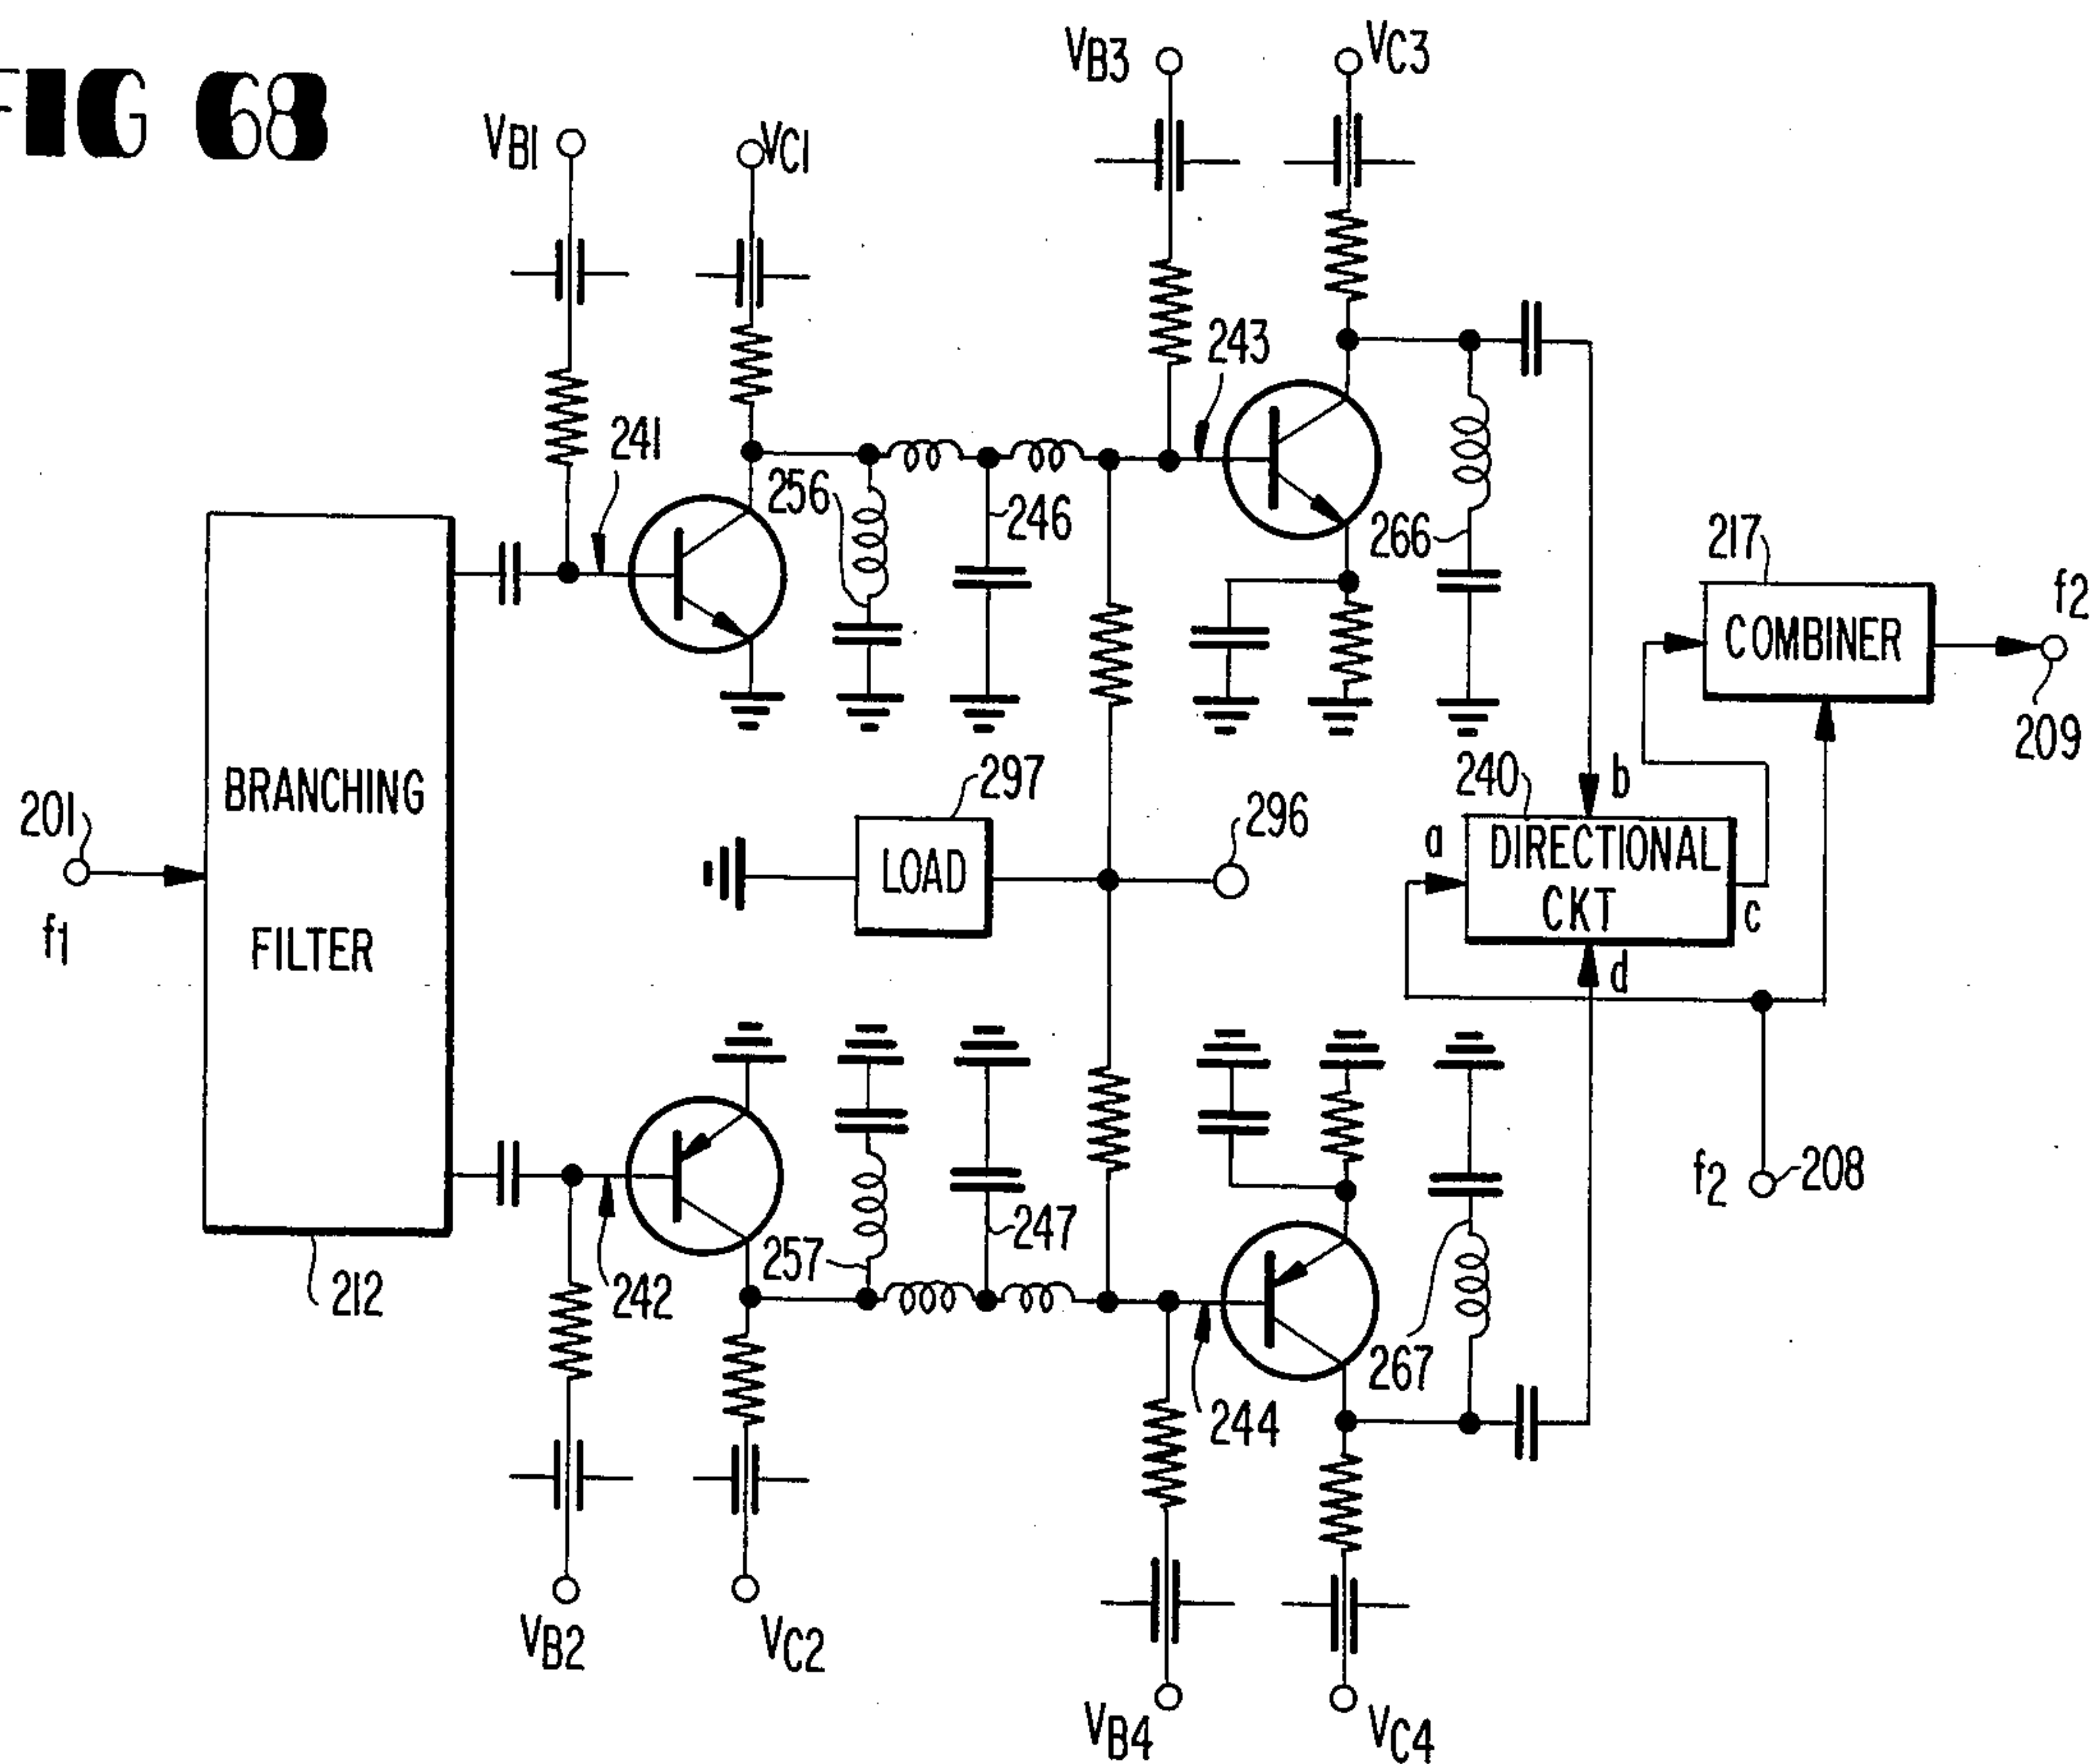 FIG 68
VB1
VC1
VB3
VC3
241
256
246
243
266
217
COMBINER
f2
209
201
f1
BRANCHING
FILTER
212
297
LOAD
296
240
a
b
DIRECTIONAL
CKT
c
d
f2
208
242
257
247
244
267
VB2
VC2
VB4
VC4